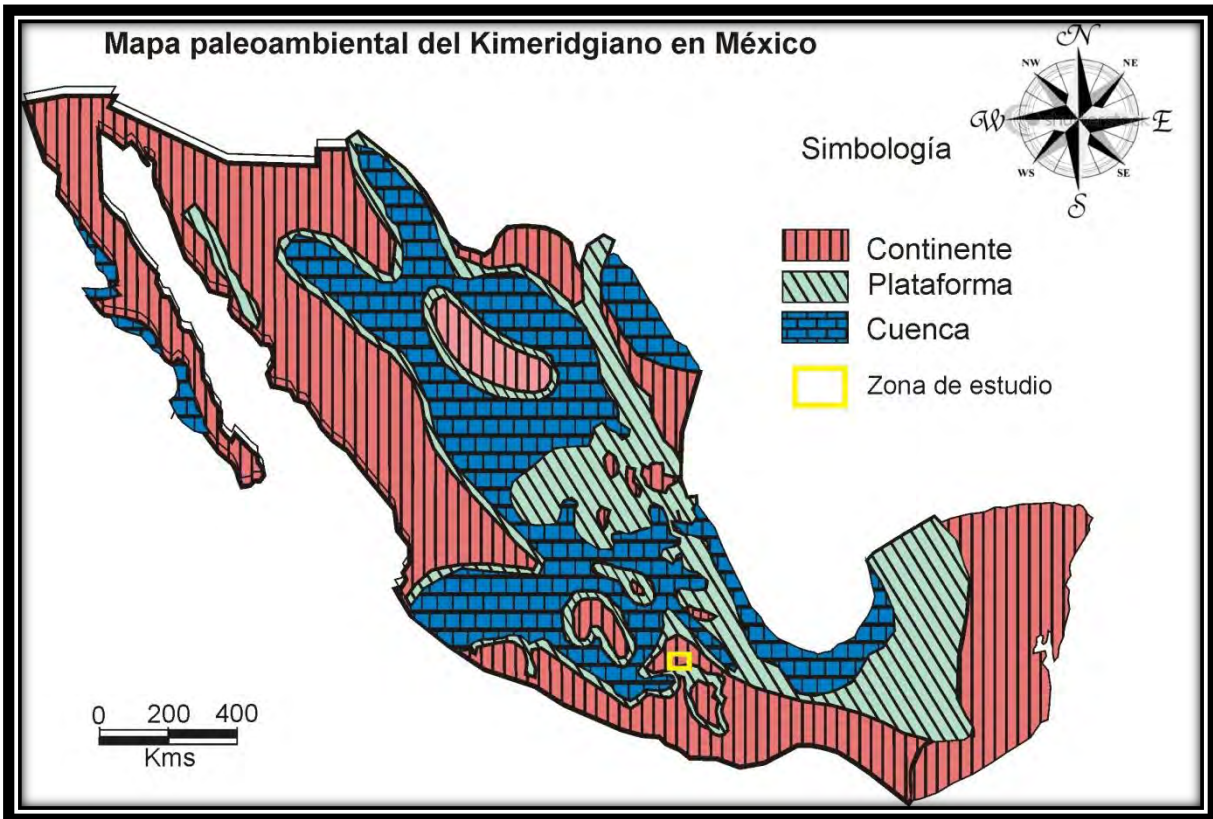 Mapa paleoambiental del Kimeridgiano en México
N
NW
NE
W
E
WS
SE
S
Simbología
Continente
Plataforma
Cuenca
Zona de estudio
0 200 400
Kms